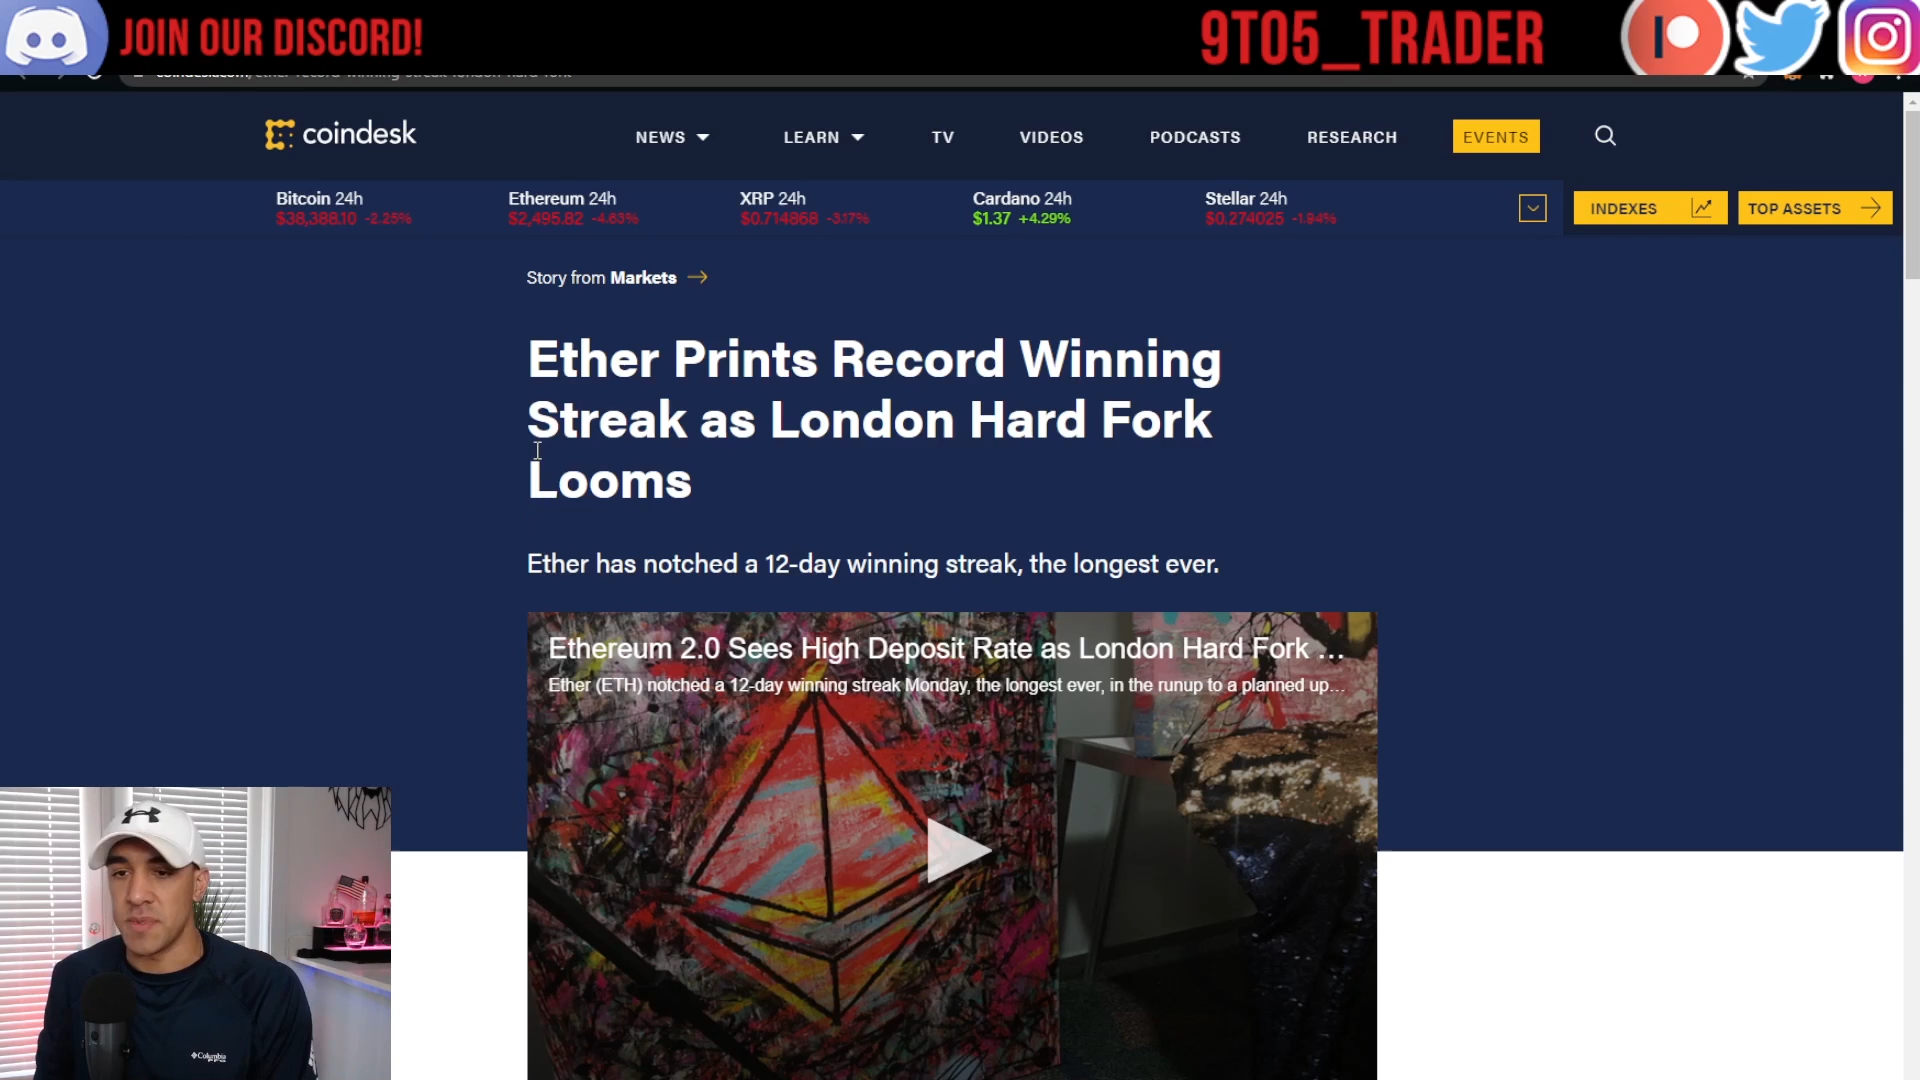 JOIN OUR DISCORD!
9TO5_TRADER
coindesk
NEWS
LEARN
TV
VIDEOS
PODCASTS
RESEARCH
EVENTS
Bitcoin 24h
$38,388.10 -2.25%
Ethereum 24h
$2,495.82 -4.63%
XRP 24h
$0.714868 -3.17%
Cardano 24h
$1.37 +4.29%
Stellar 24h
$0.274025 -1.94%
INDEXES
TOP ASSETS
Story from Markets
Ether Prints Record Winning
Streak as London Hard Fork
Looms
Ether has notched a 12-day winning streak, the longest ever.
Ethereum 2.0 Sees High Deposit Rate as London Hard Fork ...
Ether (ETH) notched a 12-day winning streak Monday, the longest ever, in the runup to a planned up...
Columbia